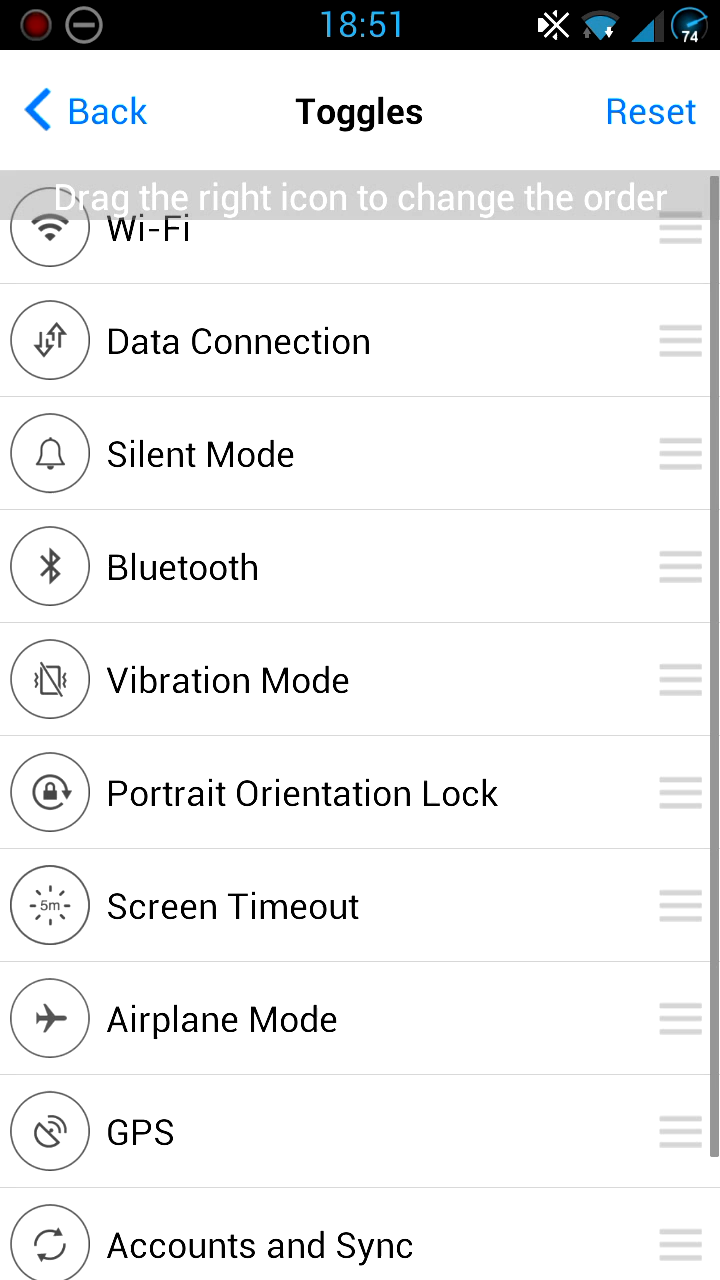 18:51
74
Back Toggles Reset
Drag the right icon to change the order
Wi-Fi
Data Connection
Silent Mode
Bluetooth
Vibration Mode
Portrait Orientation Lock
5m
Screen Timeout
Airplane Mode
GPS
Accounts and Sync